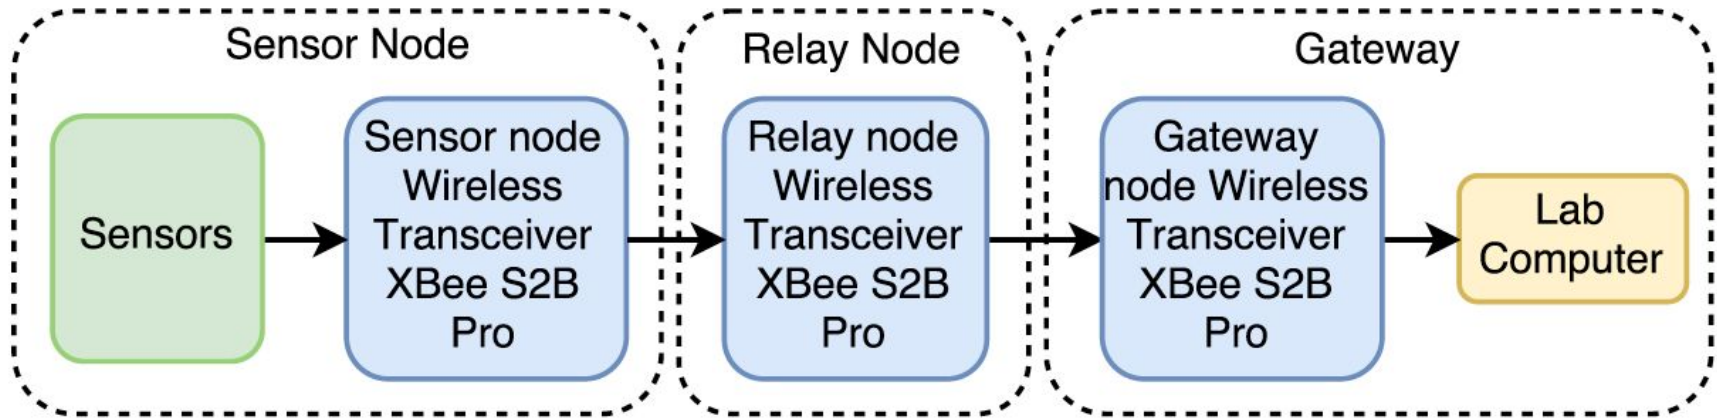 Sensor Node
Relay Node
Gateway
Sensors
Sensor node
Wireless
Transceiver
XBee S2B
Pro
Relay node
Wireless
Transceiver
XBee S2B
Pro
Gateway
node Wireless
Transceiver
XBee S2B
Pro
Lab
Computer